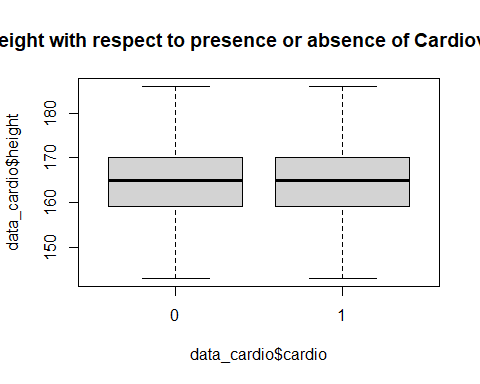 eight with respect to presence or absence of Cardiov
data_cardio$height
180
170
160
150
0
1
data_cardio$cardio